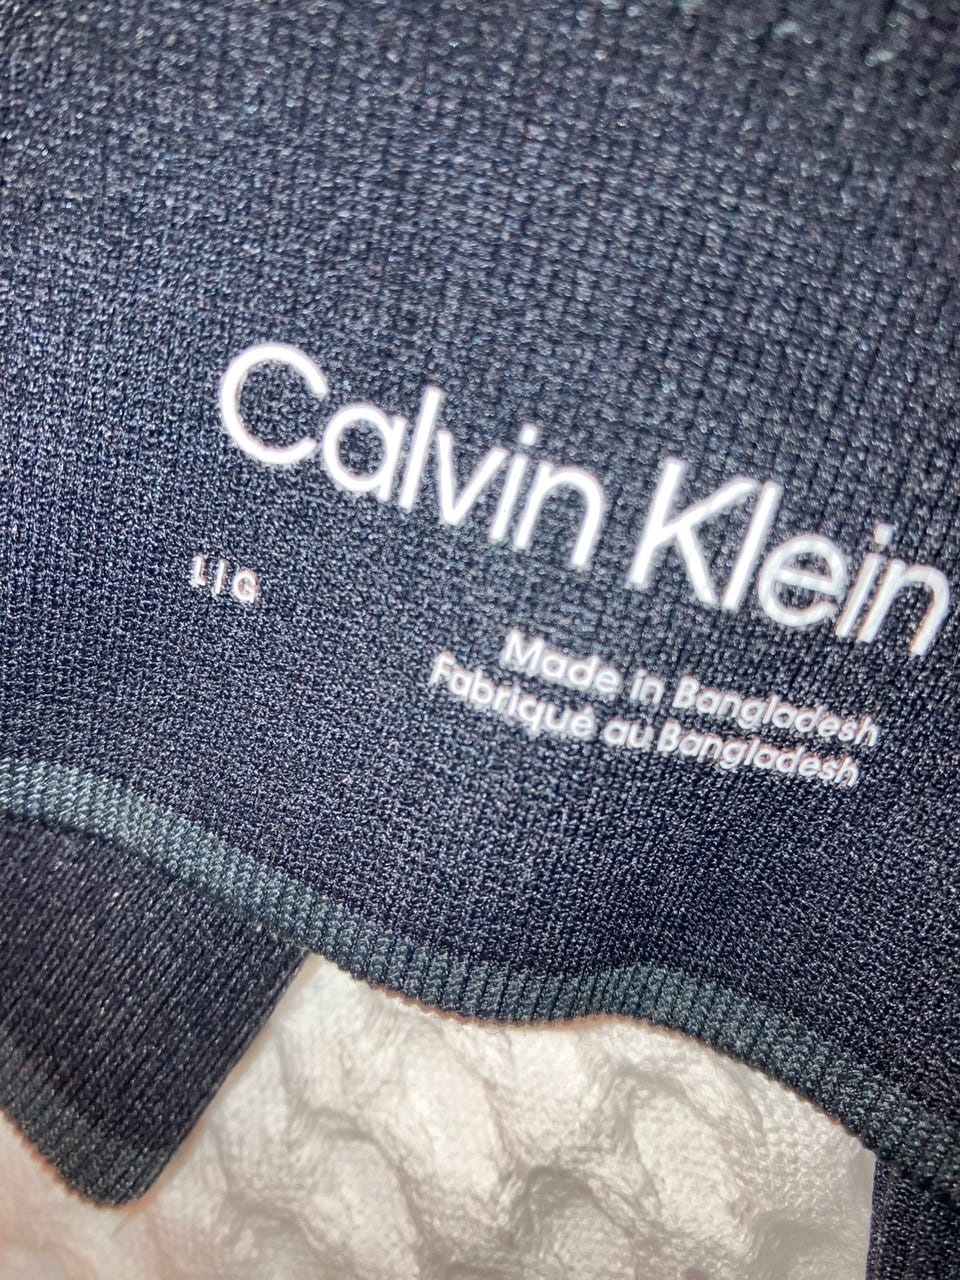 Calvin Klein
L|G
Made in Bangladesh
Fabriqué au Bangladesh